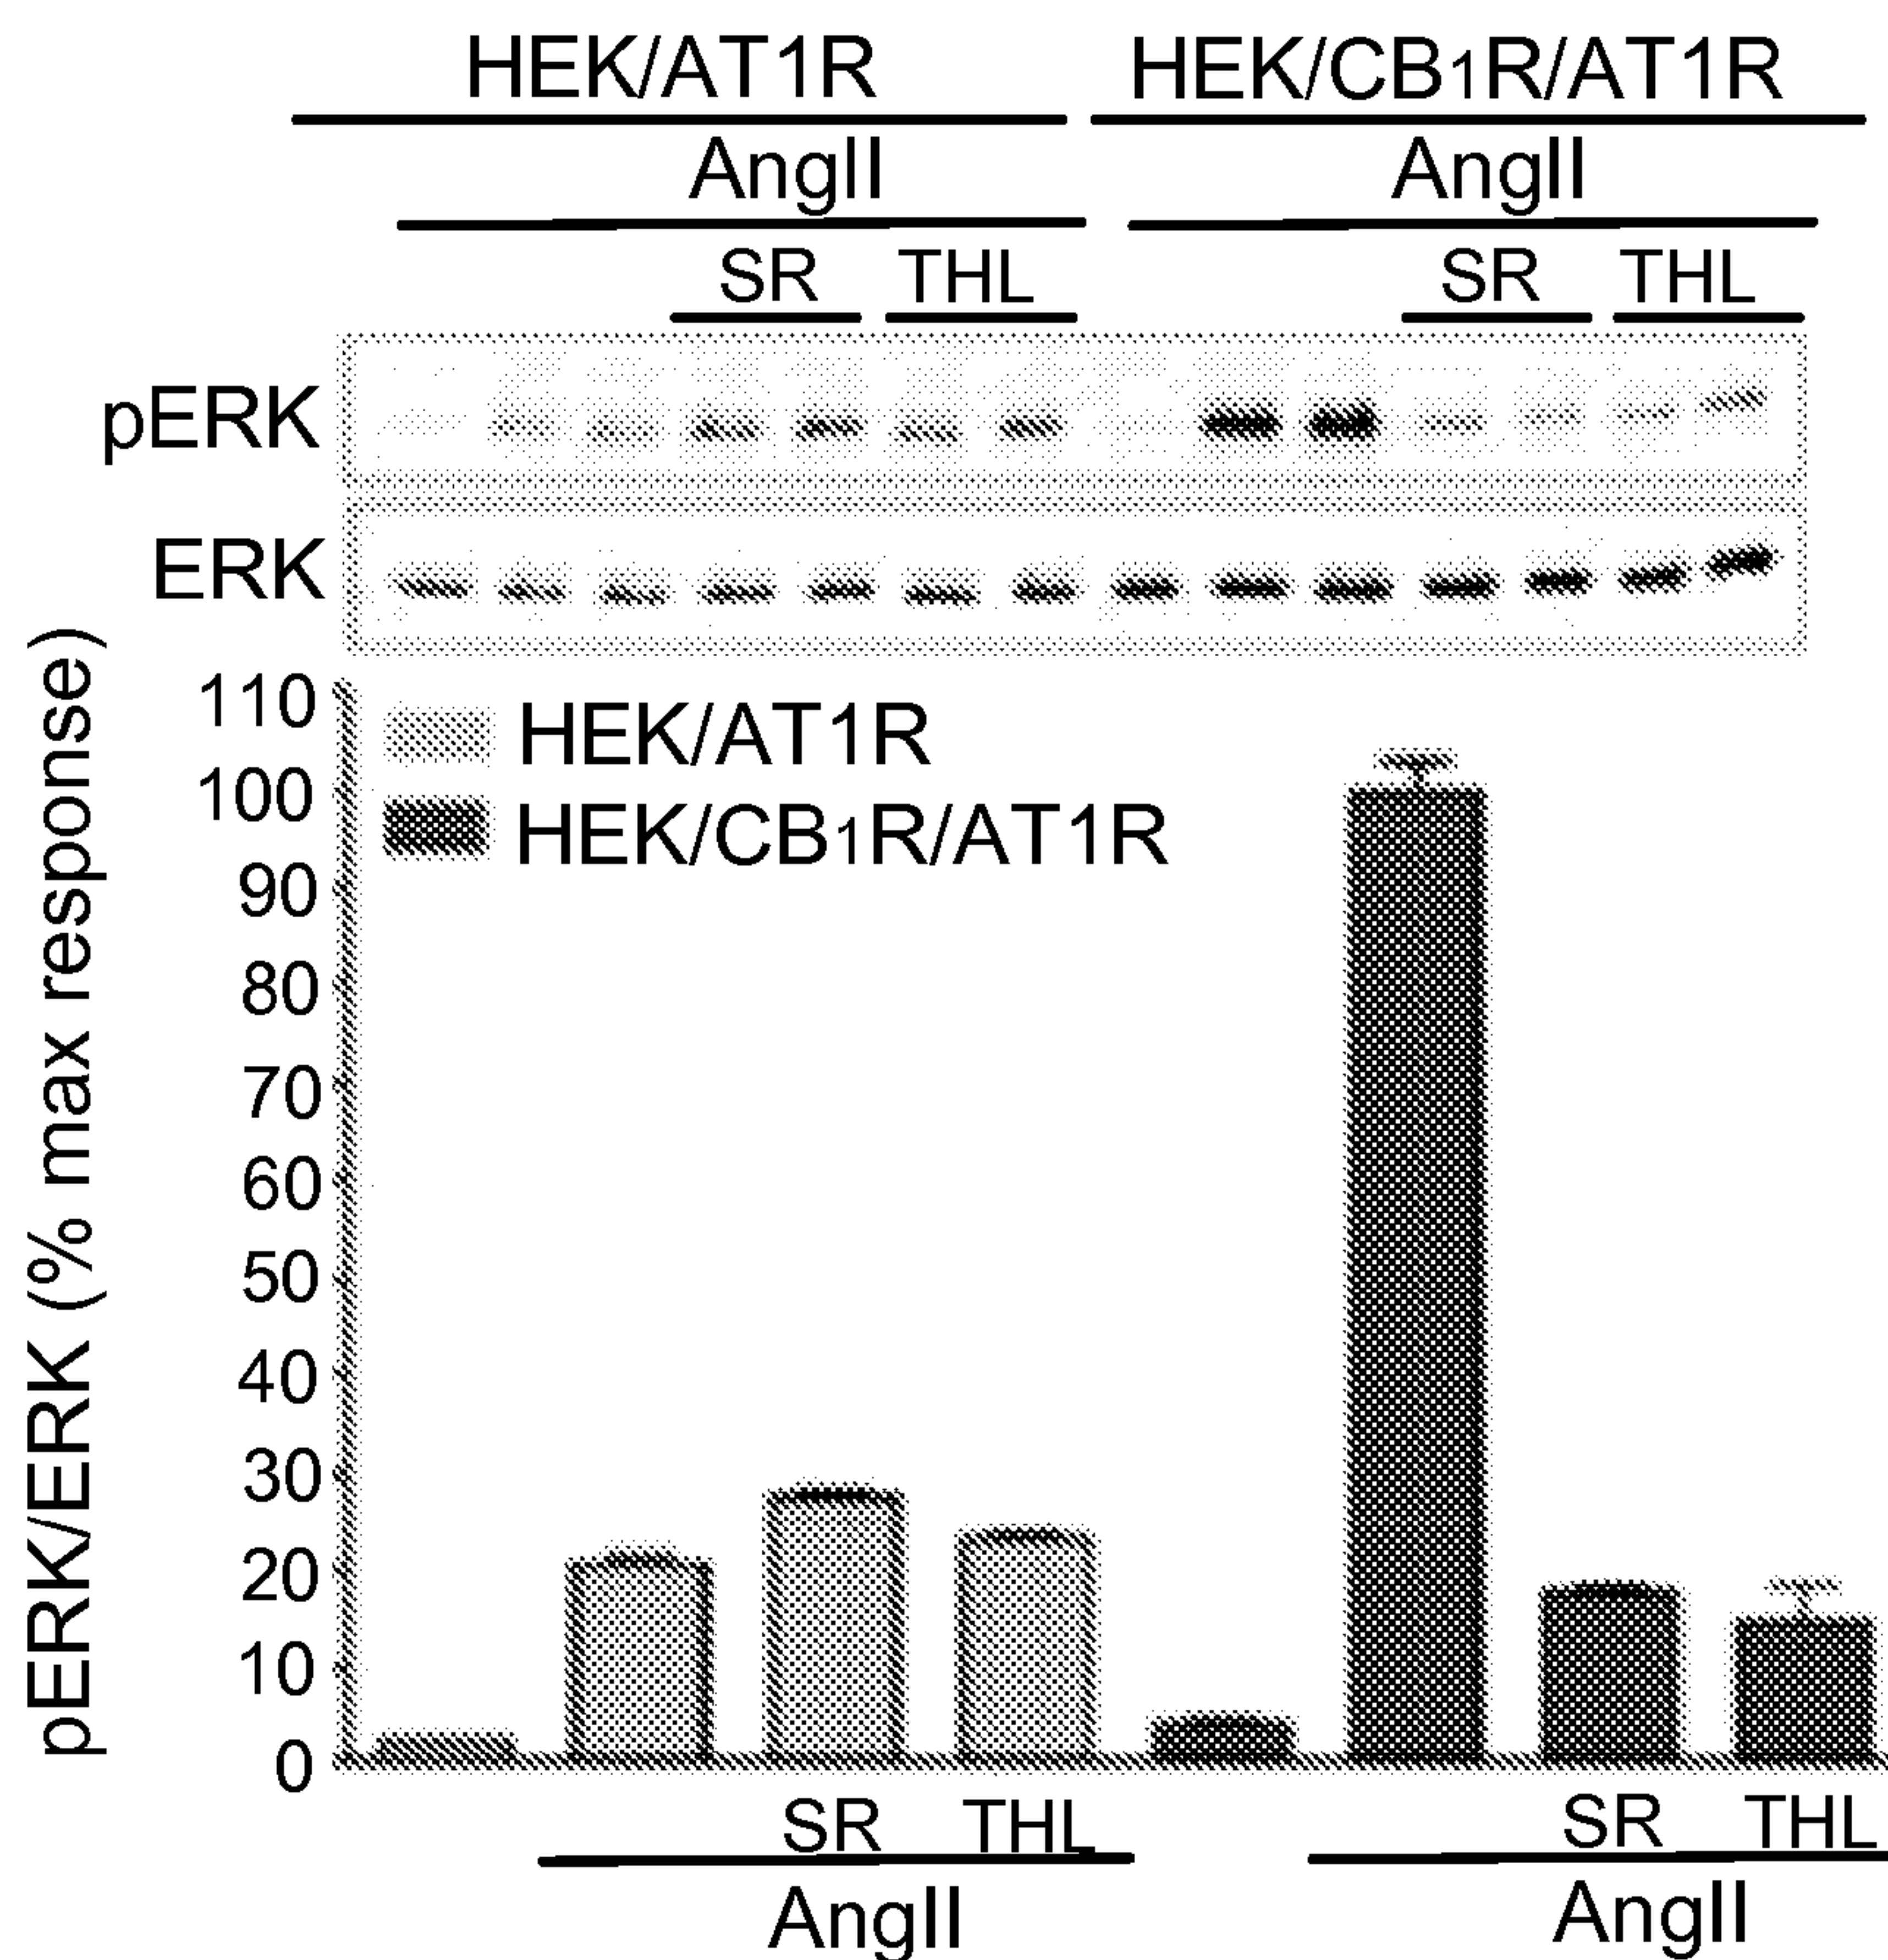 HEK/AT1R HEK/CB1R/AT1R
AngII AngII
SR THL SR THL
pERK
ERK
pERK/ERK (% max response)
110
100
90
80
70
60
50
40
30
20
10
0
HEK/AT1R
HEK/CB1R/AT1R
SR THL SR THL
AngII AngII